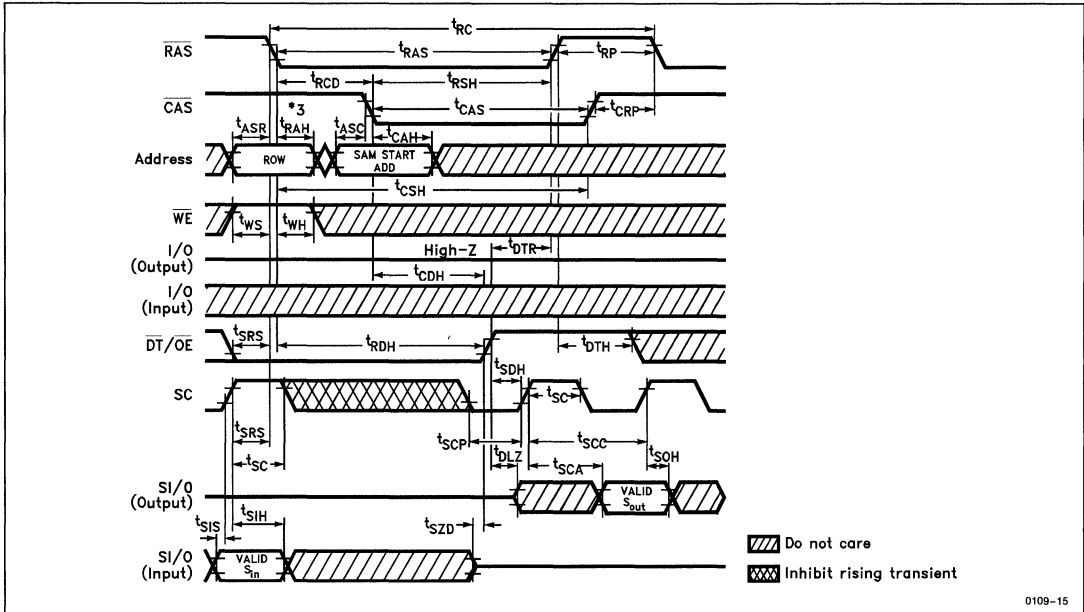 tRC
RAS
tRAS
tRP
tRCD
tRSH
CAS
*3
tCAS
tCRP
tASR
tRAH
tASC
tCAH
Address
ROW
SAM START
ADD
tCSH
WE
tWS
tWH
I/O
(Output)
High-Z
tDTR
tCDH
I/O
(Input)
DT/OE
tSRS
tRDH
tDTH
tSDH
SC
tSC
tSRS
tSCP
tSCC
tSC
tDLZ
tSCA
tSOH
SI/O
(Output)
VALID
Sout
tSIS
tSIH
tSZD
SI/O
(Input)
VALID
Sin
Do not care
Inhibit rising transient
0109-15